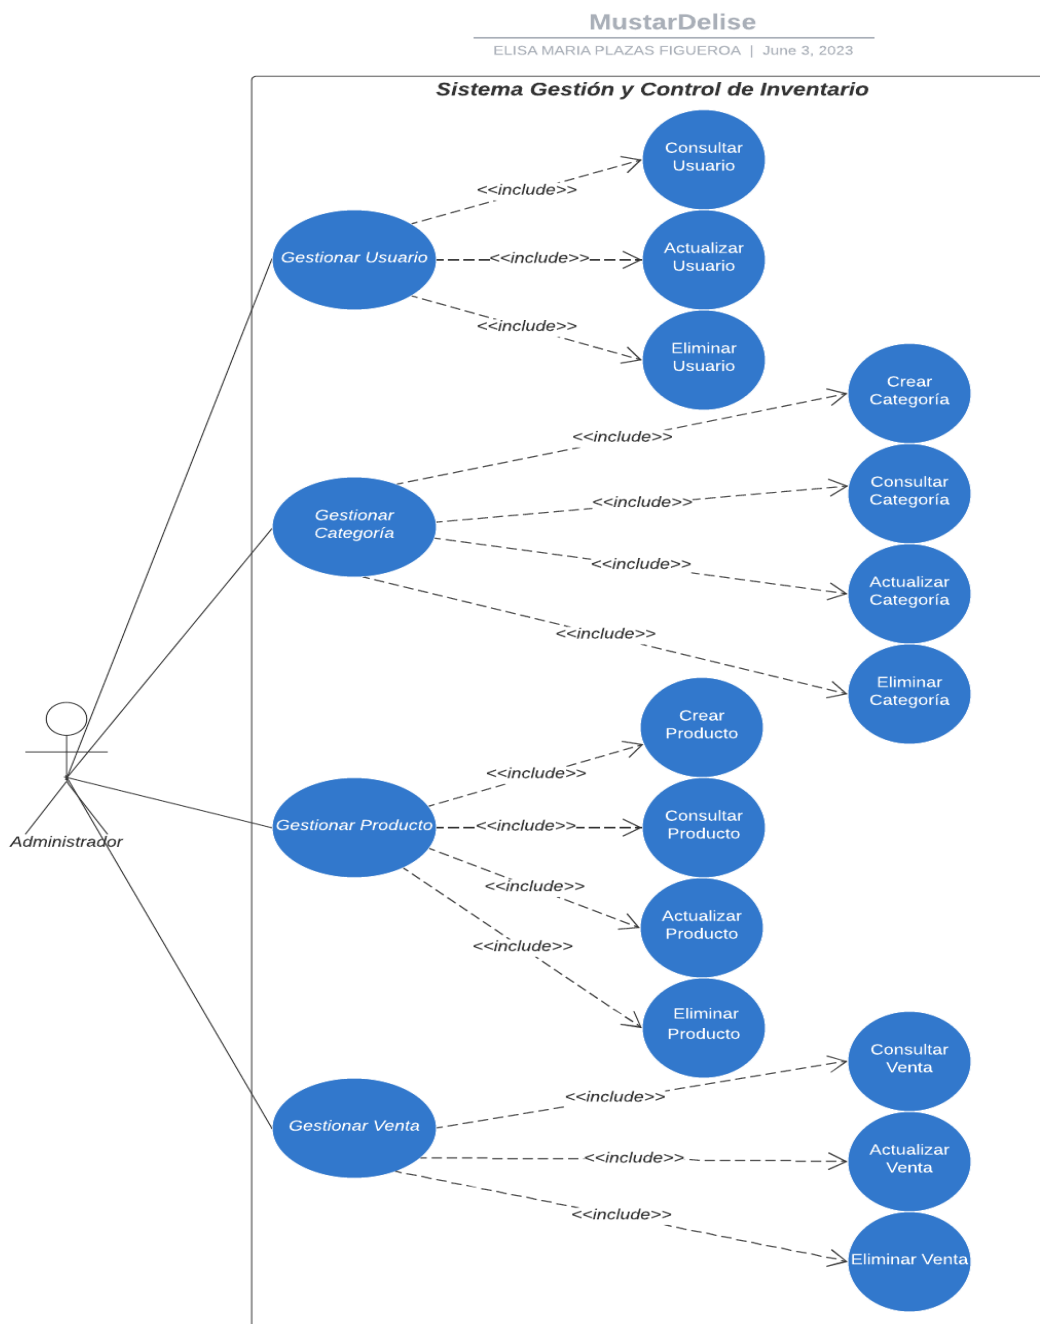 MustarDelise
ELISA MARIA PLAZAS FIGUEROA | June 3, 2023
Sistema Gestión y Control de Inventario
Consultar
Usuario
<<include>>
Gestionar Usuario
<<include>>
Actualizar
Usuario
<<include>>
Eliminar
Usuario
Crear
Categoría
<<include>>
Gestionar
Categoría
<<include>>
Consultar
Categoría
<<include>>
Actualizar
Categoría
<<include>>
Eliminar
Categoría
Administrador
Crear
Producto
<<include>>
Gestionar Producto
<<include>>
Consultar
Producto
<<include>>
Actualizar
Producto
<<include>>
Eliminar
Producto
Consultar
Venta
<<include>>
Gestionar Venta
<<include>>
Actualizar
Venta
<<include>>
Eliminar Venta